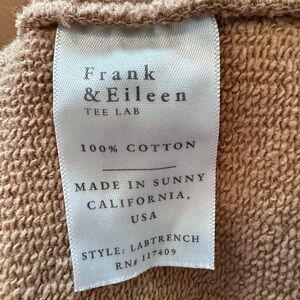 Frank
& Eileen
TEE LAB
100% COTTON
MADE IN SUNNY
CALIFORNIA,
USA
STYLE: LABTRENCH
RN# 117409